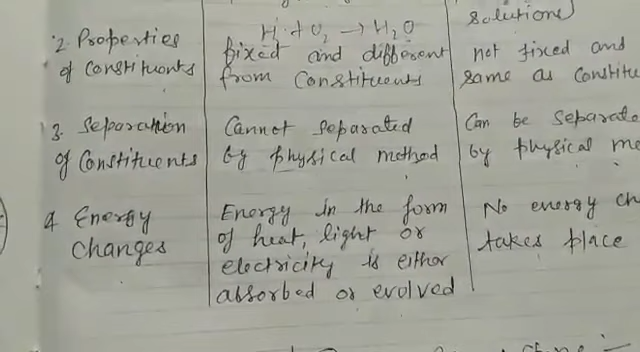 H + O₂ → H₂O
solutions)
2. Properties
of Constituents
fixed and different
from Constituents
not fixed and
same as Constitue
3. Separation
of Constituents
Cannot Separated
by physical method
Can be Separate
by physical me
4 Energy
Changes
Energy in the form
of heat, light or
electricity is either
absorbed or evolved
No energy ch
takes place